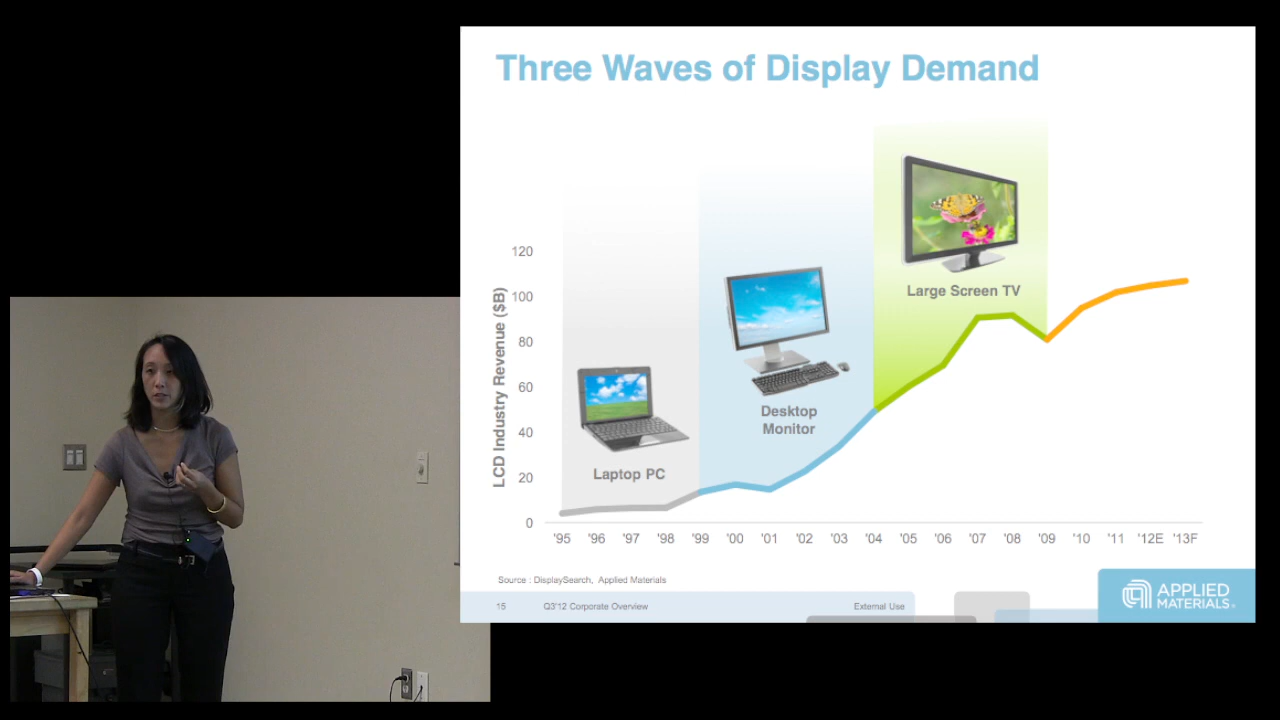 Three Waves of Display Demand
120
100
80
60
40
20
0
LCD Industry Revenue ($B)
Laptop PC
Desktop
Monitor
Large Screen TV
'95 '96 '97 '98 '99 '00 '01 '02 '03 '04 '05 '06 '07 '08 '09 '10 '11 '12E '13F
Source : DisplaySearch, Applied Materials
15 Q3'12 Corporate Overview External Use
APPLIED
MATERIALS®